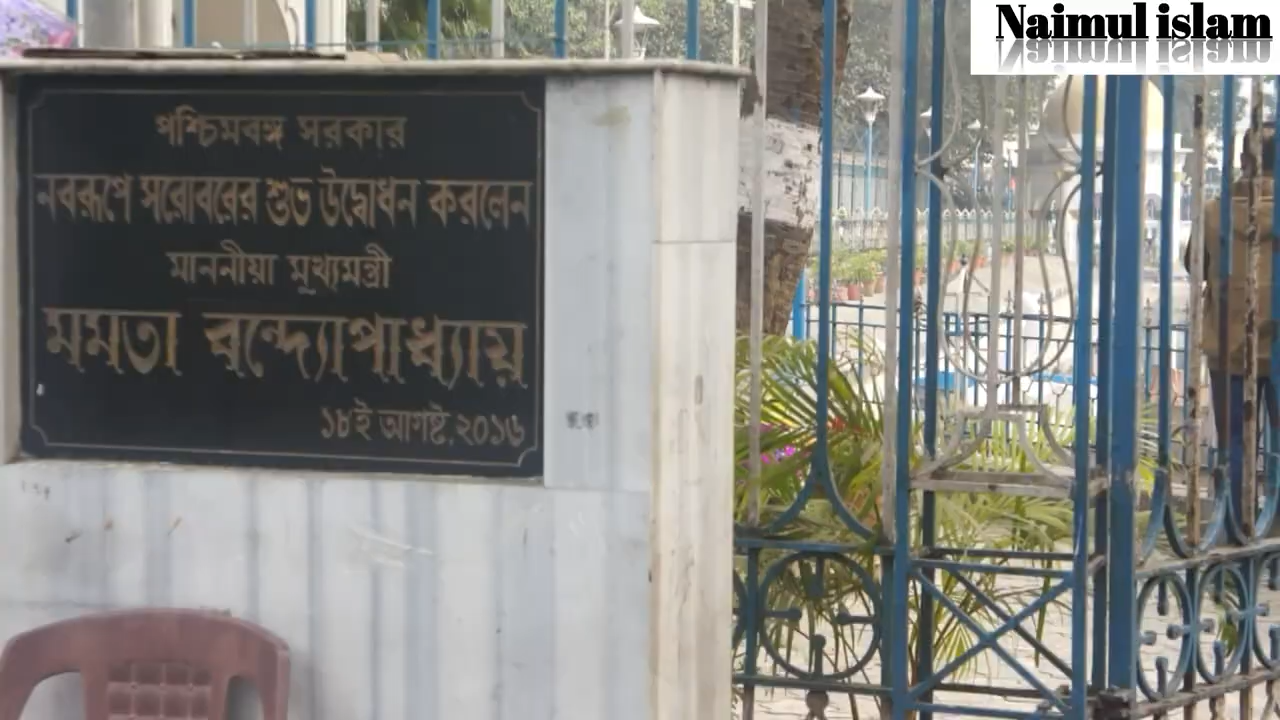 Naimul islam
পশ্চিমবঙ্গ সরকার
নবরূপে সরোবরের শুভ উদ্বোধন করলেন
মাননীয়া মুখ্যমন্ত্রী
মমতা বন্দ্যোপাধ্যায়
১৮ই আগষ্ট, ২০১৬